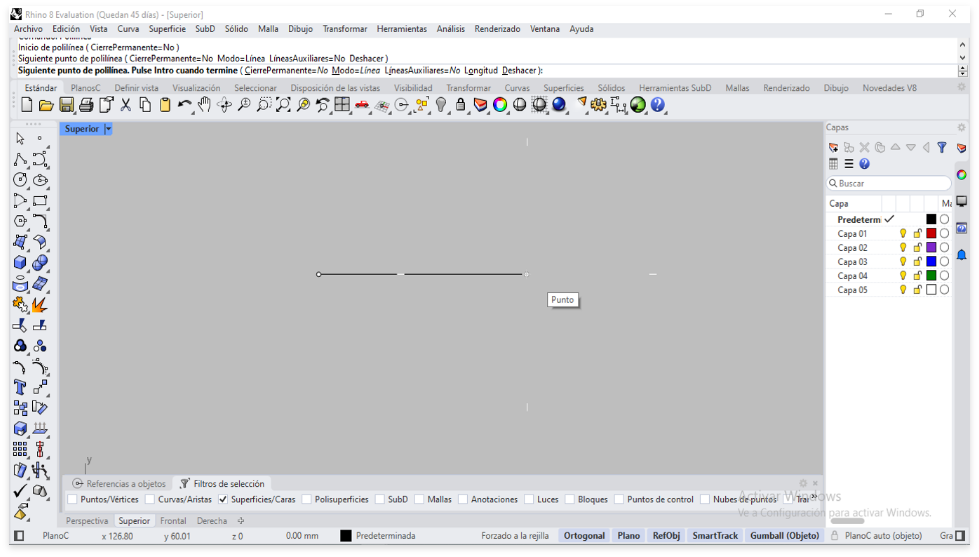 Rhino 8 Evaluation (Quedan 45 días) - [Superior]
Archivo Edición Vista Curva Superficie SubD Sólido Malla Dibujo Transformar Herramientas Análisis Renderizado Ventana Ayuda
Inicio de polilínea ( CierrePermanente=No )
Siguiente punto de polilínea ( CierrePermanente=No Modo=Línea LíneasAuxiliares=No Deshacer )
Siguiente punto de polilínea. Pulse Intro cuando termine ( CierrePermanente=No Modo=Línea LíneasAuxiliares=No Longitud Deshacer ):
Estándar PlanosC Definir vista Visualización Seleccionar Disposición de las vistas Visibilidad Transformar Curvas Superficies Sólidos Herramientas SubD Mallas Renderizado Dibujo Novedades V8
Superior
Capas
Buscar
Capa
Predeterm
Capa 01
Capa 02
Capa 03
Capa 04
Capa 05
Punto
y
Referencias a objetos Filtros de selección
Puntos/Vértices Curvas/Aristas Superficies/Caras Polisuperficies SubD Mallas Anotaciones Luces Bloques Puntos de control Nubes de puntos
Activar Windows
Ve a Configuración para activar Windows.
Perspectiva Superior Frontal Derecha
PlanoC x 126.80 y 60.01 z 0 0.00 mm Predeterminada Forzado a la rejilla Ortogonal Plano RefObj SmartTrack Gumball (Objeto) PlanoC auto (objeto) Gra